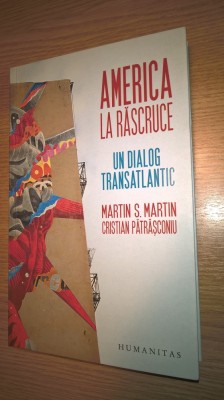 AMERICA
LA RĂSCRUCE
UN DIALOG
TRANSATLANTIC
MARTIN S. MARTIN
CRISTIAN PĂTRĂȘCONIU
HUMANITAS